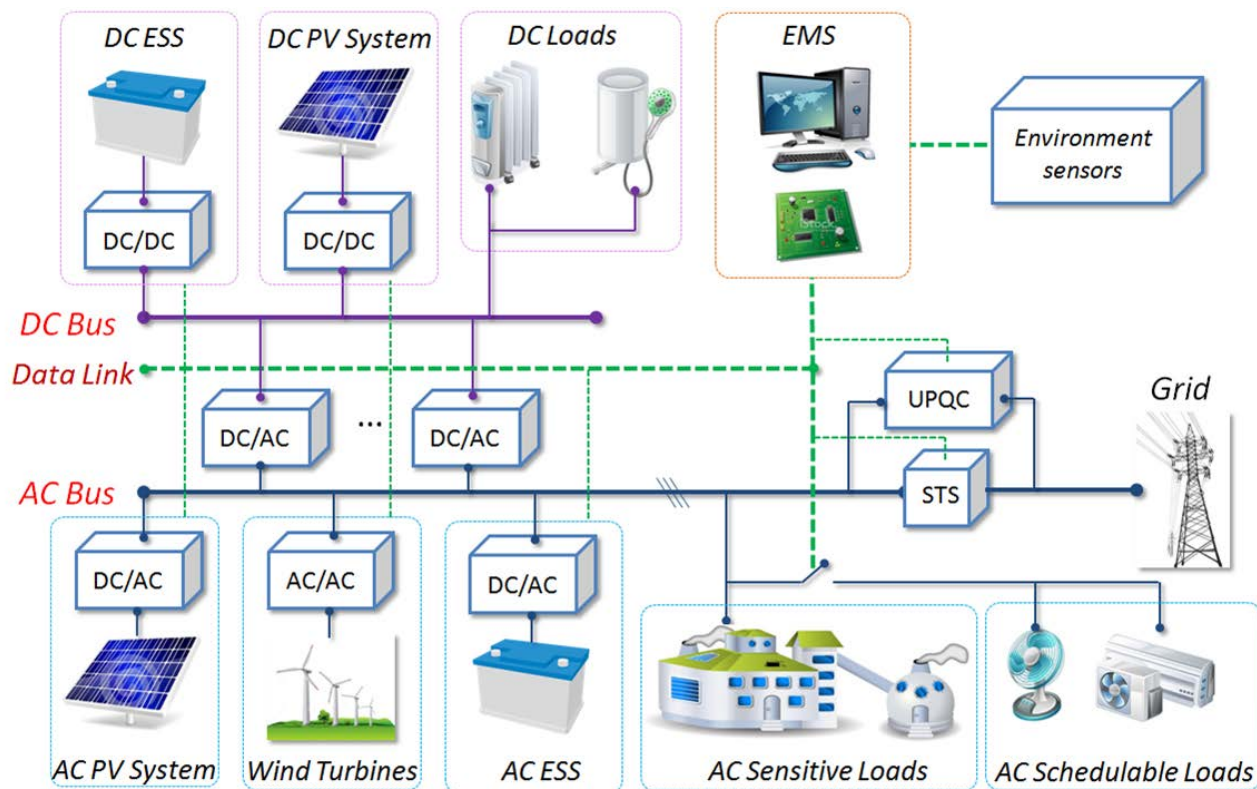 DC ESS
DC PV System
DC Loads
EMS
Environment
sensors
iStock
DC/DC
DC/DC
DC Bus
Data Link
DC/AC
...
DC/AC
UPQC
Grid
AC Bus
STS
DC/AC
AC/AC
DC/AC
AC PV System
Wind Turbines
AC ESS
AC Sensitive Loads
AC Schedulable Loads